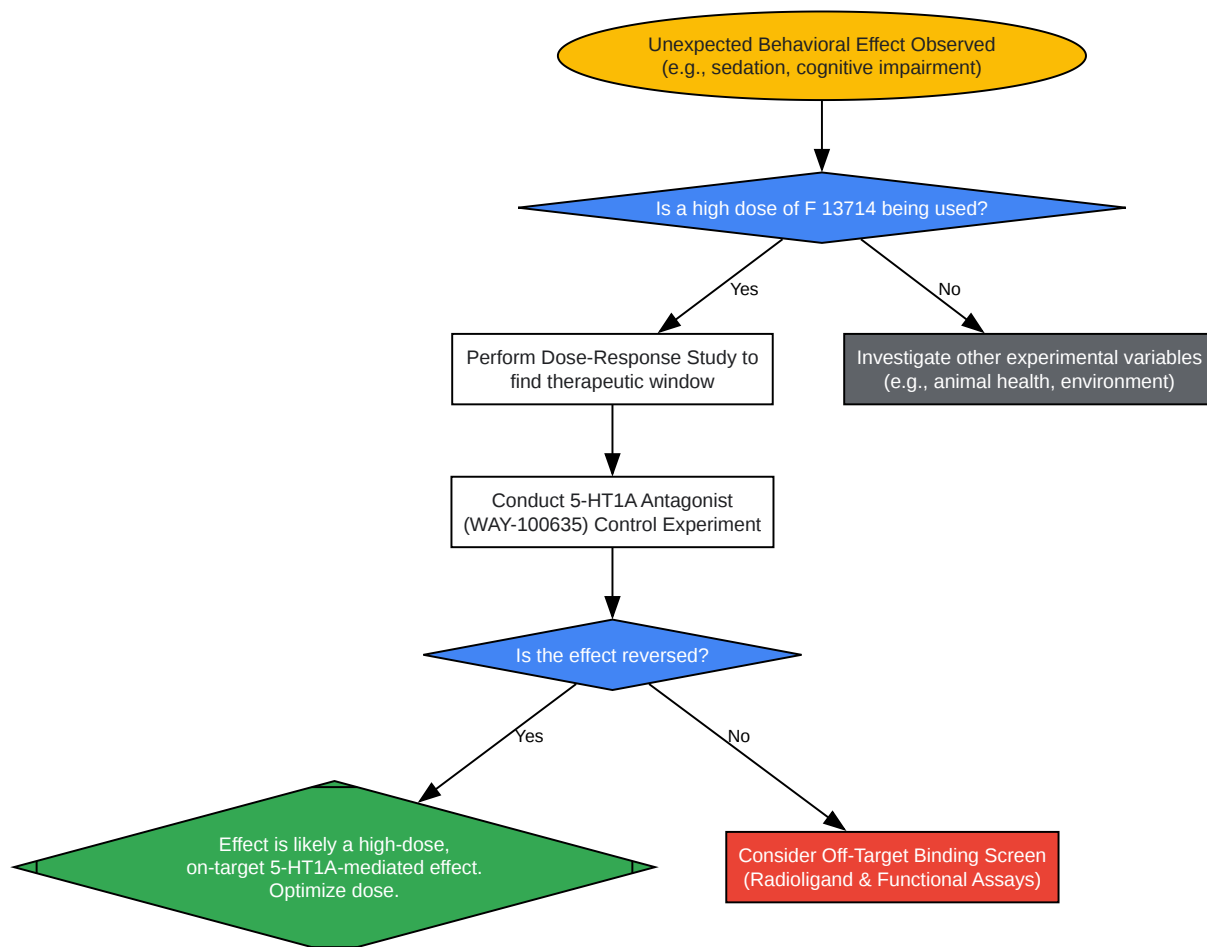 Unexpected Behavioral Effect Observed
(e.g., sedation, cognitive impairment)
Is a high dose of F 13714 being used?
Yes
No
Perform Dose-Response Study to
find therapeutic window
Investigate other experimental variables
(e.g., animal health, environment)
Conduct 5-HT1A Antagonist
(WAY-100635) Control Experiment
Is the effect reversed?
Yes
No
Effect is likely a high-dose,
on-target 5-HT1A-mediated effect.
Optimize dose.
Consider Off-Target Binding Screen
(Radioligand & Functional Assays)